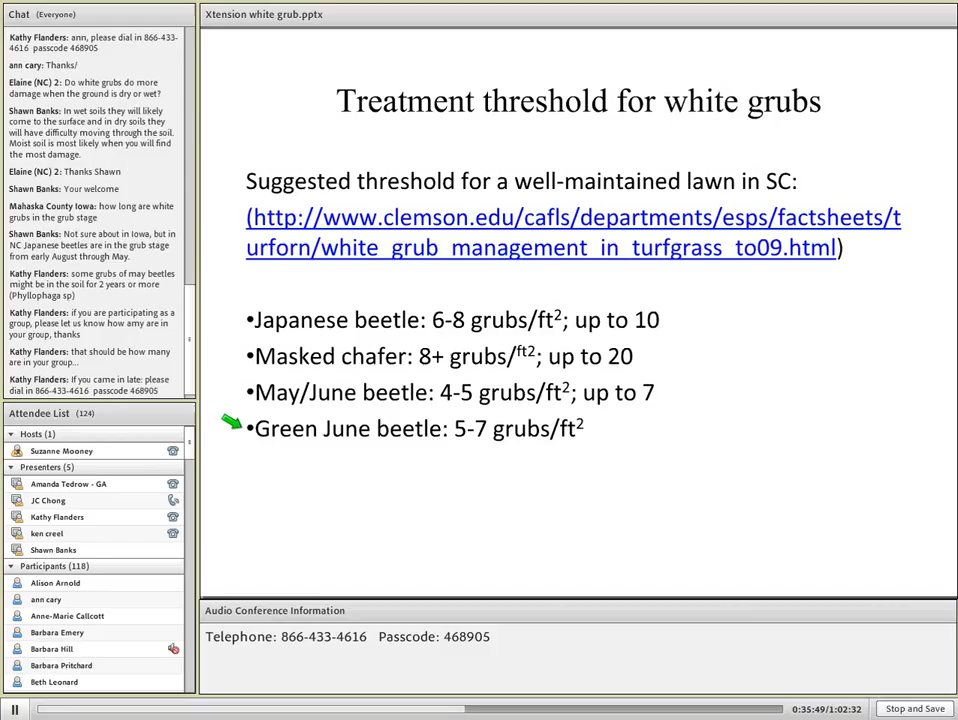 Chat (Everyone)
Kathy Flanders: ann, please dial in 866-433-
4616 passcode 468905
ann cary: Thanks/
Elaine (NC) 2: Do white grubs do more
damage when the ground is dry or wet?
Shawn Banks: In wet soils they will likely
come to the surface and in dry soils they
will have difficulty moving through the soil.
Moist soil is most likely when you will find
the most damage.
Elaine (NC) 2: Thanks Shawn
Shawn Banks: Your welcome
Mahaska County Iowa: how long are white
grubs in the grub stage
Shawn Banks: Not sure about in Iowa, but in
NC Japanese beetles are in the grub stage
from early August through May.
Kathy Flanders: some grubs of may beetles
might be in the soil for 2 years or more
(Phyllophaga sp)
Kathy Flanders: if you are participating as a
group, please let us know how amy are in
your group, thanks
Kathy Flanders: that should be how many
are in your group...
Kathy Flanders: If you came in late: please
dial in 866-433-4616 passcode 468905
Attendee List (124)
Hosts (1)
Suzanne Mooney
Presenters (5)
Amanda Tedrow - GA
JC Chong
Kathy Flanders
ken creel
Shawn Banks
Participants (118)
Alison Arnold
ann cary
Anne-Marie Callcott
Barbara Emery
Barbara Hill
Barbara Pritchard
Beth Leonard
Xtension white grub.pptx
Treatment threshold for white grubs
Suggested threshold for a well-maintained lawn in SC:
(http://www.clemson.edu/cafls/departments/esps/factsheets/t
urforn/white_grub_management_in_turfgrass_to09.html)
•Japanese beetle: 6-8 grubs/ft²; up to 10
•Masked chafer: 8+ grubs/ft²; up to 20
•May/June beetle: 4-5 grubs/ft²; up to 7
•Green June beetle: 5-7 grubs/ft²
Audio Conference Information
Telephone: 866-433-4616 Passcode: 468905
0:35:49/1:02:32
Stop and Save